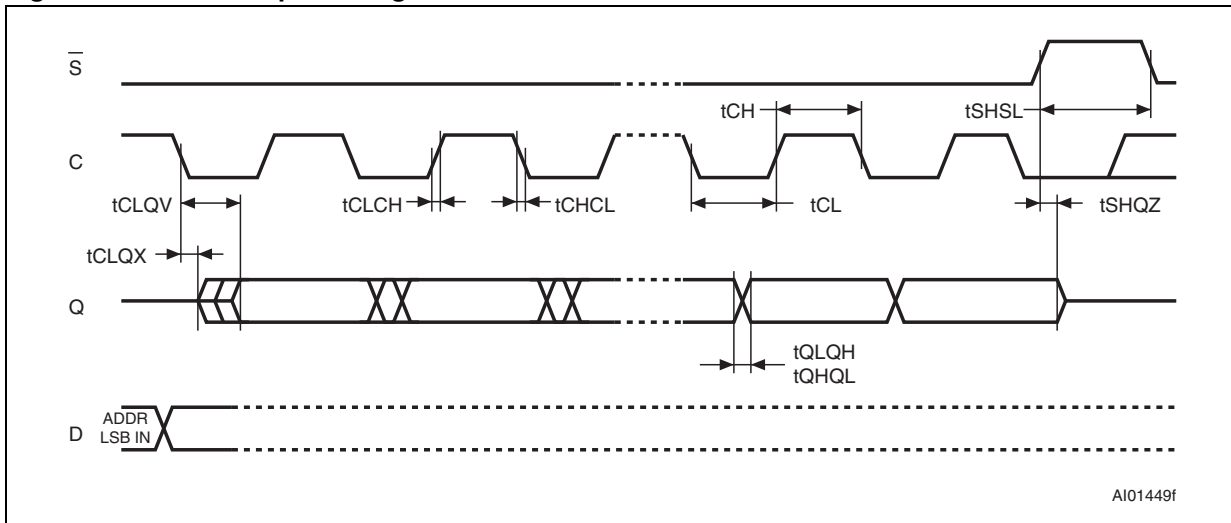 S
tCH
tSHSL
C
tCLQV
tCLCH
tCHCL
tCL
tSHQZ
tCLQX
Q
tQLQH
tQHQL
D
ADDR
LSB IN
AI01449f